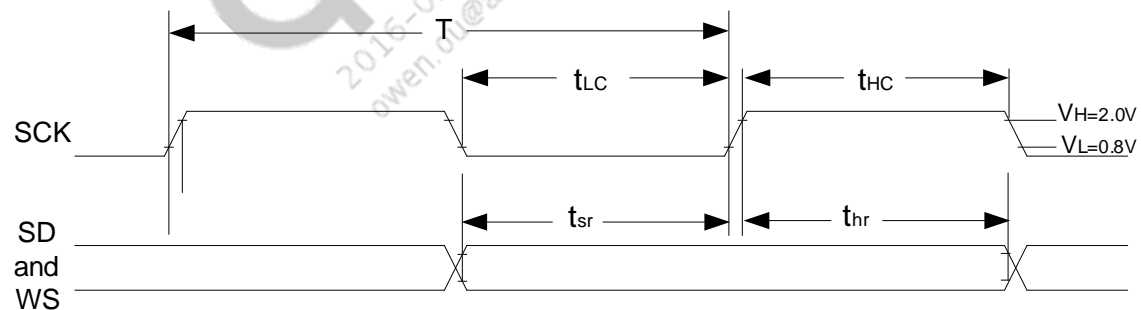 T
tLC
tHC
SCK
VH=2.0V
VL=0.8V
tsr
thr
SD
and
WS